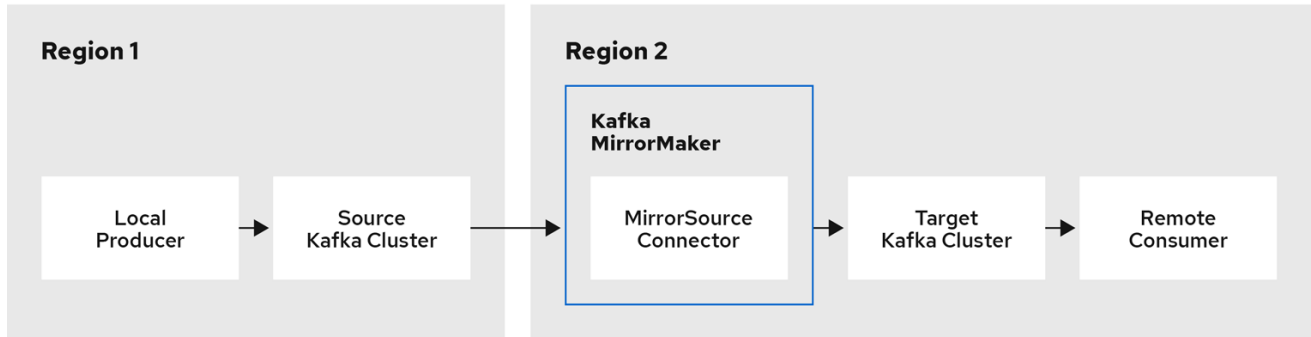 Region 1
Region 2
Kafka
MirrorMaker
Local
Producer
Source
Kafka Cluster
MirrorSource
Connector
Target
Kafka Cluster
Remote
Consumer